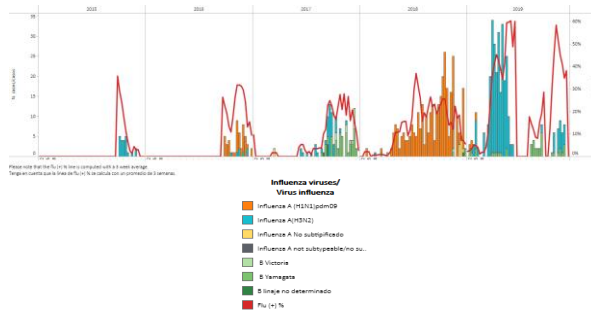 2015 2016 2017 2018 2019
35 60%
30 50%
25
20 40%
15 30%
10 20%
5 10%
0 0%
Please note that the flu (+) % line is computed with a 3 week average
Tenga en cuenta que la línea de flu (+) % se calcula con un promedio de 3 semanas.
Influenza viruses/
Virus influenza
Influenza A (H1N1)pdm09
Influenza A(H3N2)
Influenza A No subtipificado
Influenza A not subtypeable/no su..
B Victoria
B Yamagata
B linaje no determinado
Flu (+) %